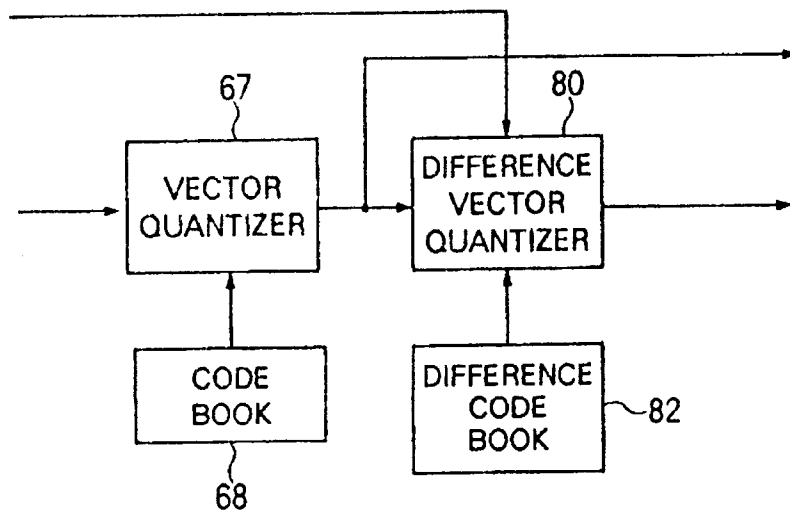 67
80
VECTOR
QUANTIZER
DIFFERENCE
VECTOR
QUANTIZER
CODE
BOOK
DIFFERENCE
CODE
BOOK
82
68